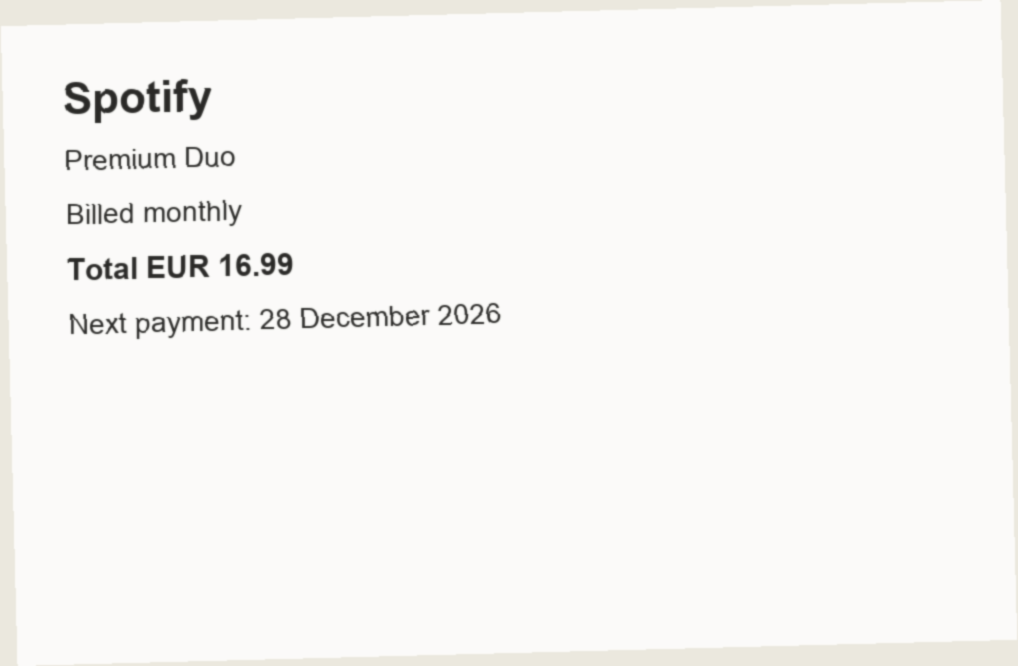 Spotify
Premium Duo
Billed monthly
Total EUR 16.99
Next payment: 28 December 2026